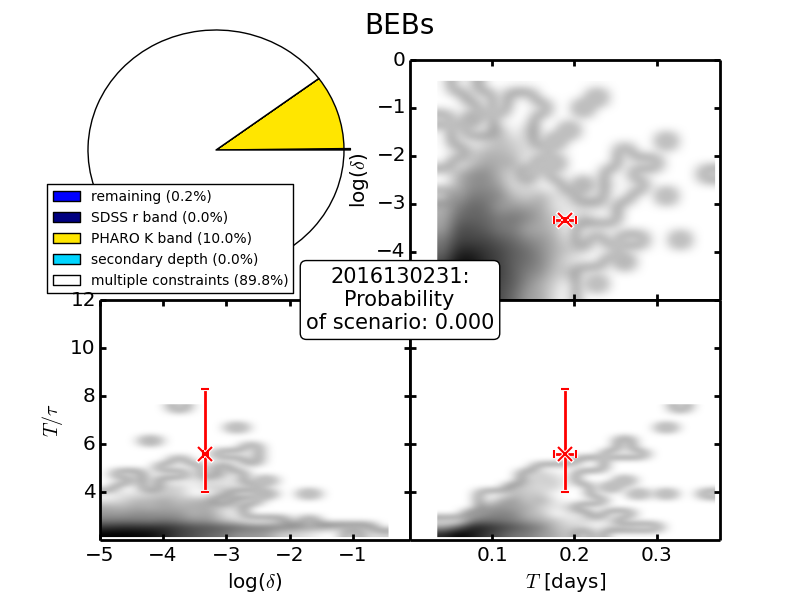 BEBs
remaining (0.2%)
SDSS r band (0.0%)
PHARO K band (10.0%)
secondary depth (0.0%)
multiple constraints (89.8%)
0
−1
−2
−3
−4
log(δ)
2016130231:
Probability
of scenario: 0.000
12
10
8
6
4
T/τ
−5 −4 −3 −2 −1
log(δ)
0.1 0.2 0.3
T [days]